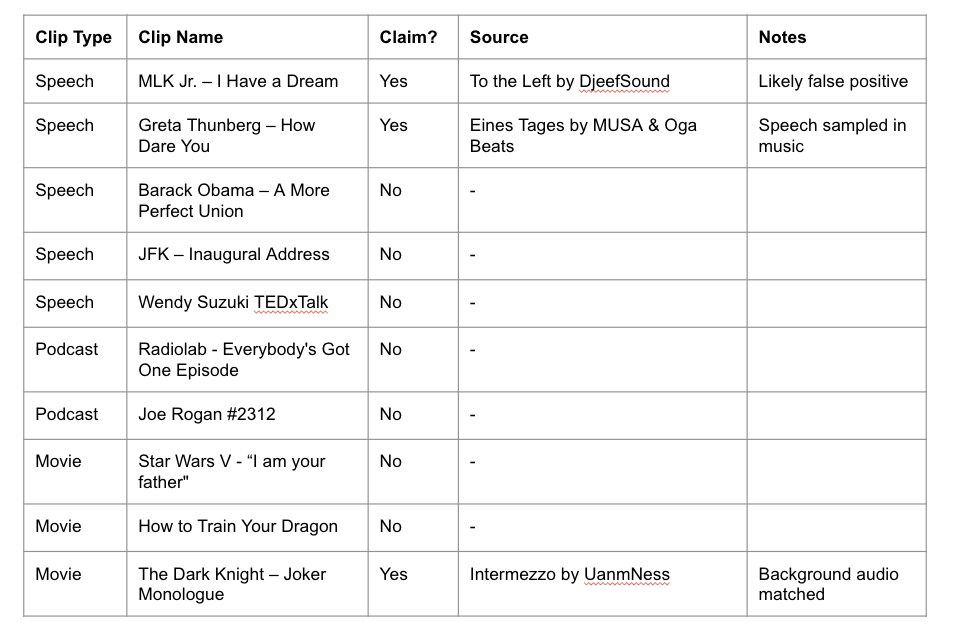 Clip Type Clip Name Claim? Source Notes
Speech MLK Jr. – I Have a Dream Yes To the Left by DjeefSound Likely false positive
Speech Greta Thunberg – How Yes Eines Tages by MUSA & Oga Speech sampled in
Dare You Beats music
Speech Barack Obama – A More No -
Perfect Union
Speech JFK – Inaugural Address No -
Speech Wendy Suzuki TEDxTalk No -
Podcast Radiolab - Everybody's Got No -
One Episode
Podcast Joe Rogan #2312 No -
Movie Star Wars V - “I am your No -
father"
Movie How to Train Your Dragon No -
Movie The Dark Knight – Joker Yes Intermezzo by UanmNess Background audio
Monologue matched